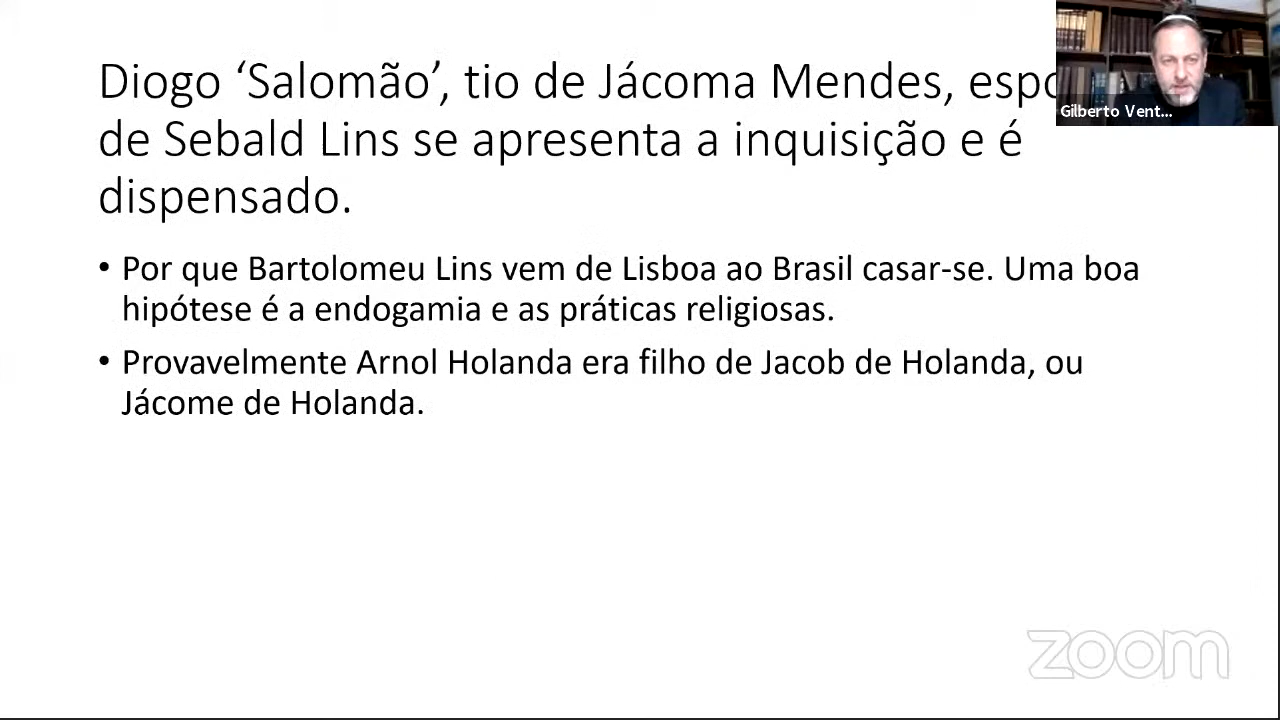 Diogo ‘Salomão’, tio de Jácoma Mendes, espo
de Sebald Lins se apresenta a inquisição e é
dispensado.
• Por que Bartolomeu Lins vem de Lisboa ao Brasil casar-se. Uma boa
hipótese é a endogamia e as práticas religiosas.
• Provavelmente Arnol Holanda era filho de Jacob de Holanda, ou
Jácome de Holanda.
Gilberto Vent...
zoom